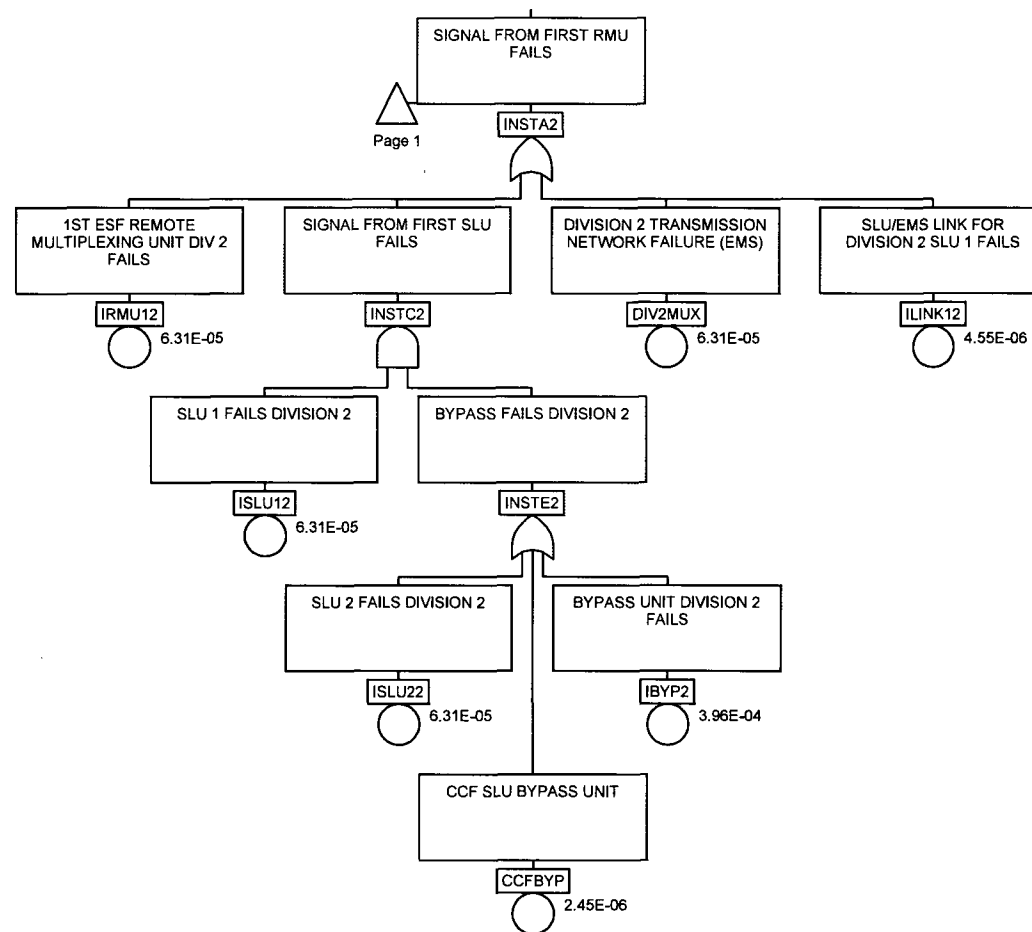 SIGNAL FROM FIRST RMU
FAILS
Page 1
INSTA2
1ST ESF REMOTE
MULTIPLEXING UNIT DIV 2
FAILS
SIGNAL FROM FIRST SLU
FAILS
DIVISION 2 TRANSMISSION
NETWORK FAILURE (EMS)
SLU/EMS LINK FOR
DIVISION 2 SLU 1 FAILS
IRMU12
6.31E-05
INSTC2
DIV2MUX
6.31E-05
ILINK12
4.55E-06
SLU 1 FAILS DIVISION 2
BYPASS FAILS DIVISION 2
ISLU12
6.31E-05
INSTE2
SLU 2 FAILS DIVISION 2
BYPASS UNIT DIVISION 2
FAILS
ISLU22
6.31E-05
IBYP2
3.96E-04
CCF SLU BYPASS UNIT
CCFBYP
2.45E-06